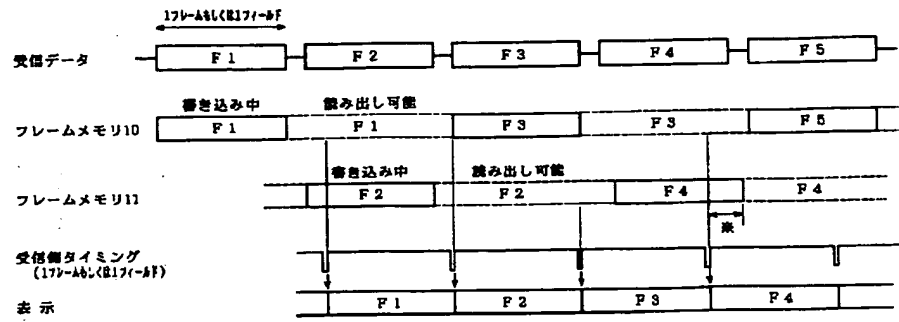 1フレームもしくは1フィールド
受信データ F1 F2 F3 F4 F5
書き込み中 読み出し可能
フレームメモリ10 F1 F1 F3 F3 F5
書き込み中 読み出し可能
フレームメモリ11 F2 F2 F4 F4
※
受信側タイミング
(1フレームもしくは1フィールド)
表示 F1 F2 F3 F4